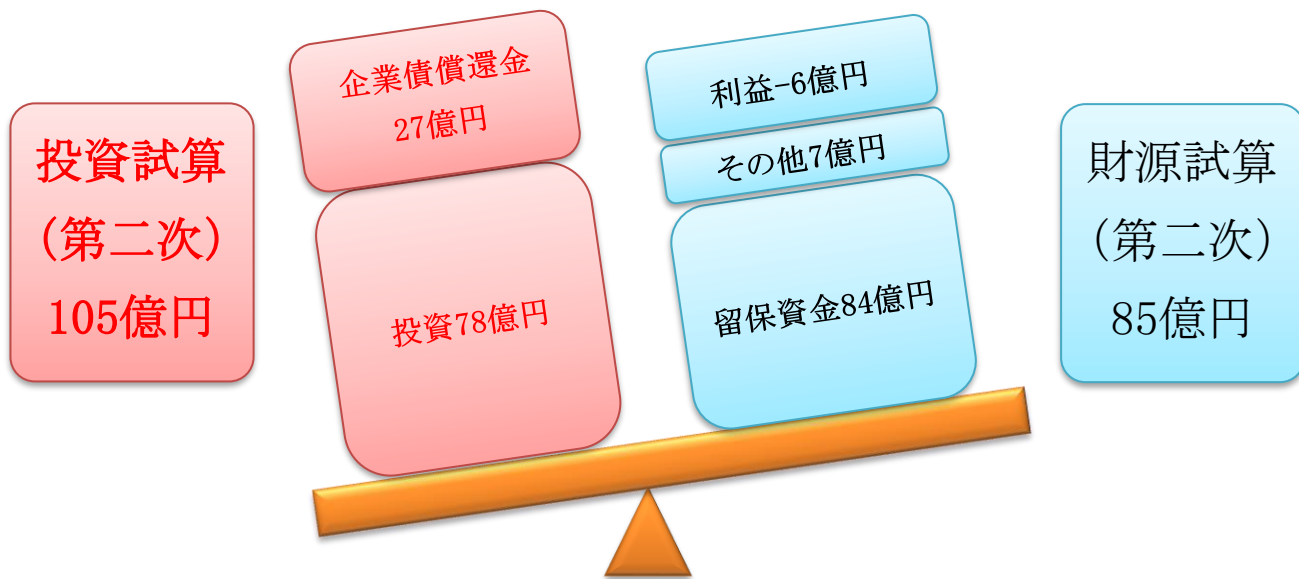 投資試算
(第二次)
105億円
企業債償還金
27億円
投資78億円
利益-6億円
その他7億円
留保資金84億円
財源試算
(第二次)
85億円